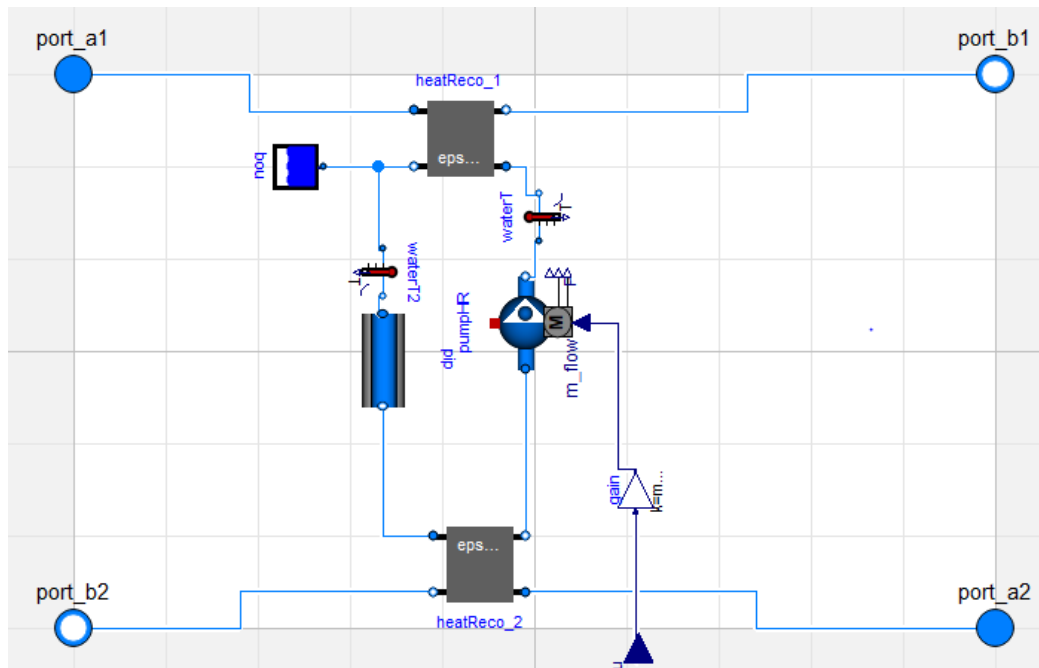 port_a1
port_b1
heatReco_1
eps...
bou
waterT
T
waterT2
T
PumpHR
pip
P
M
m_flow
gain
k=m...
eps...
port_b2
port_a2
heatReco_2